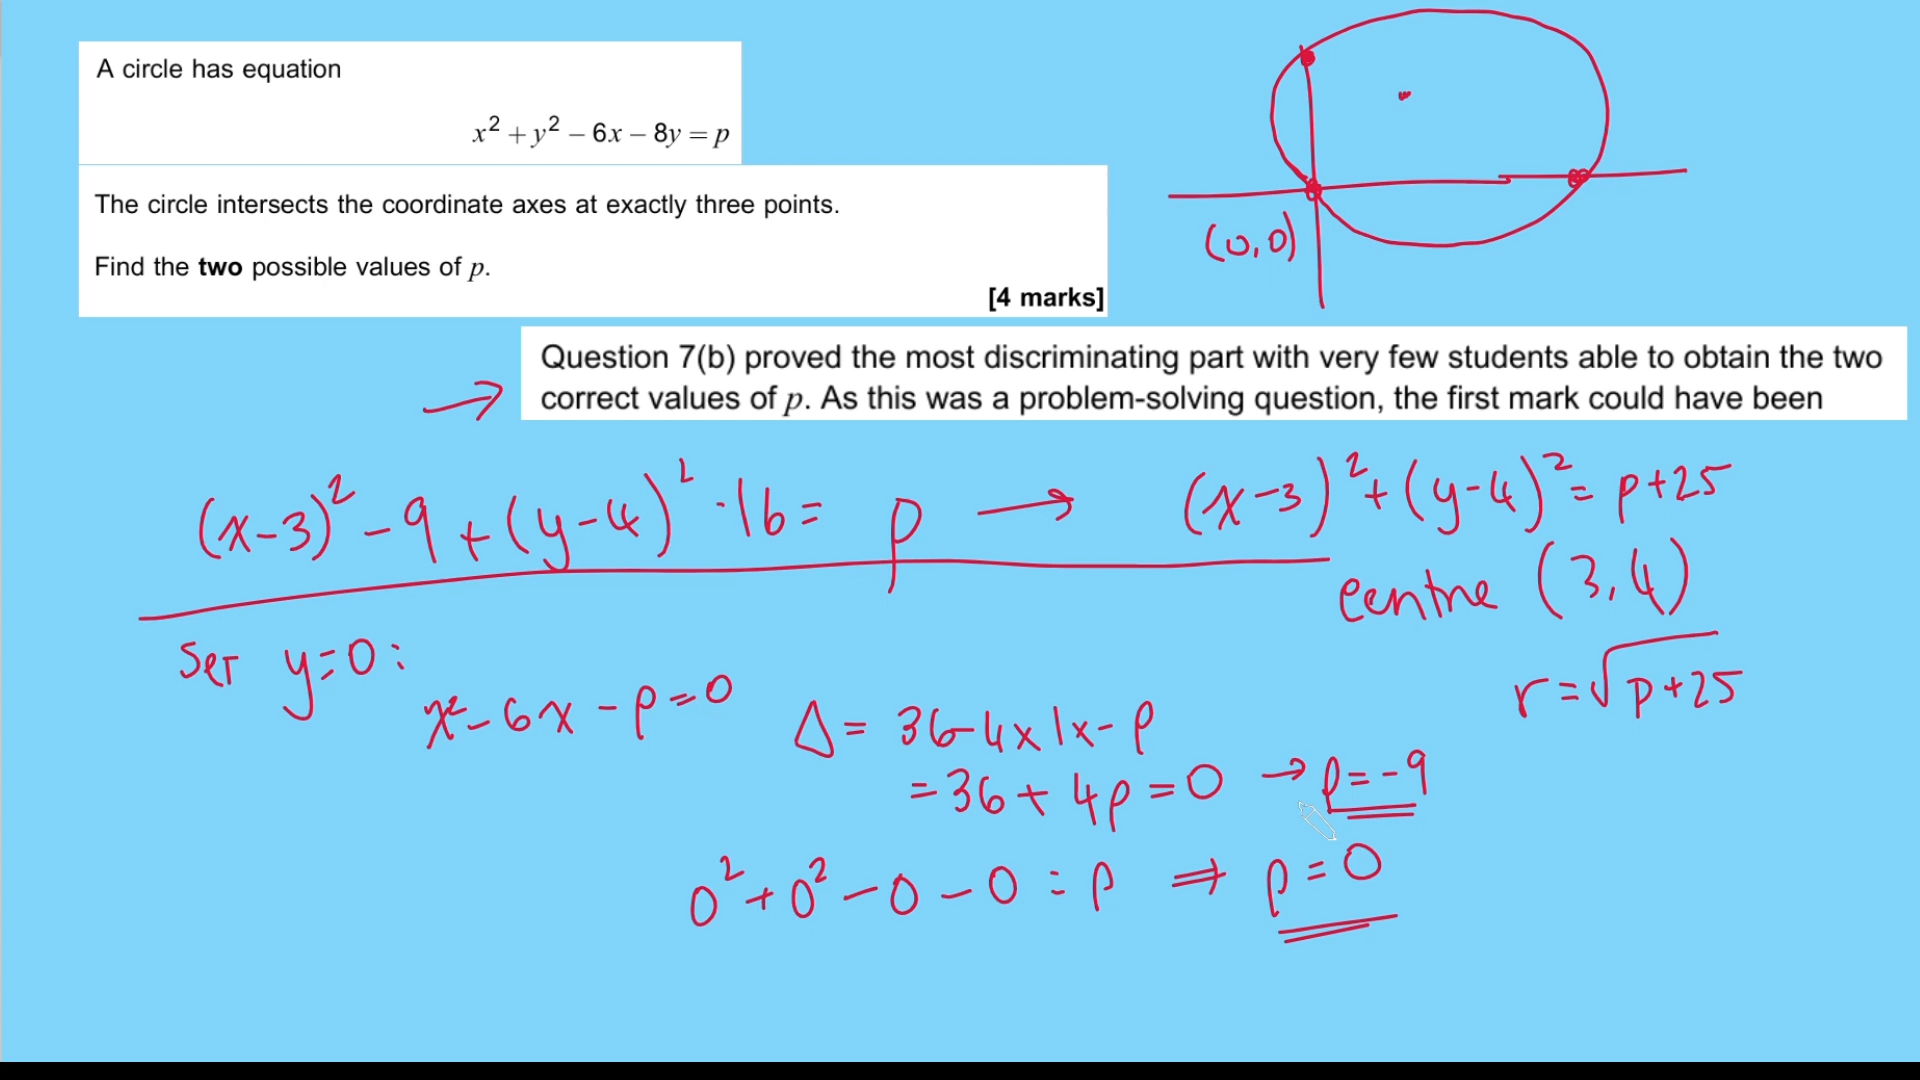 A circle has equation
x² + y² – 6x – 8y = p
The circle intersects the coordinate axes at exactly three points.
Find the two possible values of p.
[4 marks]
(0,0)
Question 7(b) proved the most discriminating part with very few students able to obtain the two
correct values of p. As this was a problem-solving question, the first mark could have been
(x-3)² - 9 + (y-4)² - 16 = p → (x-3)² + (y-4)² = p+25
centre (3,4)
r = √p+25
Set y=0:
x² - 6x - p = 0
Δ = 36 - 4x1x-p
= 36 + 4p = 0 → p = -9
0² + 0² - 0 - 0 = p ⇒ p = 0